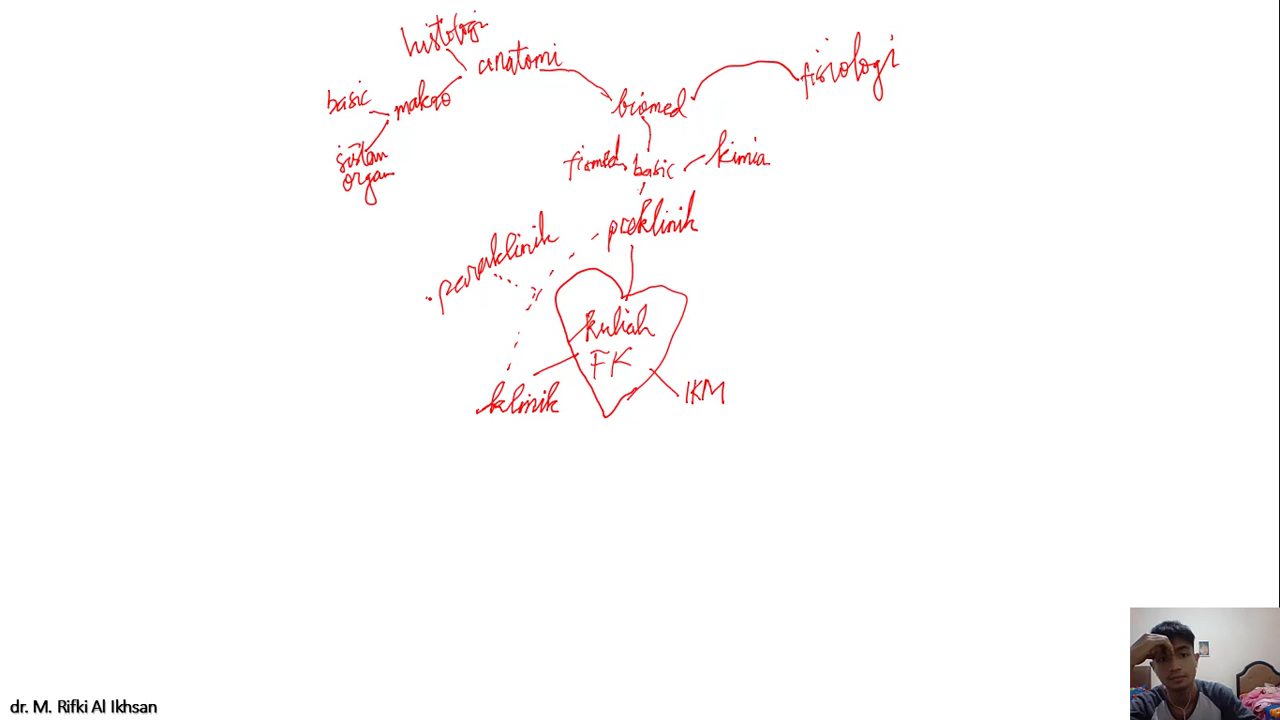 histologi
anatomi
fisiologi
basic
makro
biomed
sistem
organ
fismed
basic
kimia
preklinik
paraklinik
kuliah
FK
klinik
IKM
dr. M. Rifki Al Ikhsan